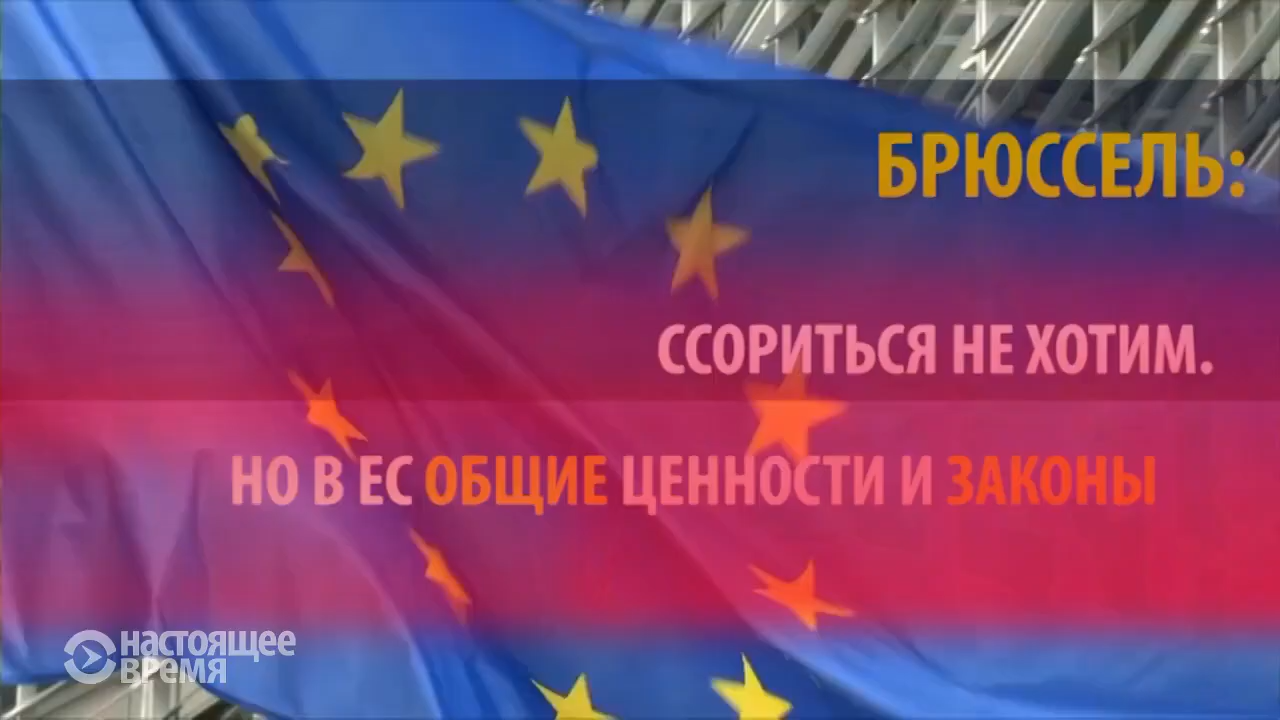 БРЮССЕЛЬ:
ССОРИТЬСЯ НЕ ХОТИМ.
НО В ЕС ОБЩИЕ ЦЕННОСТИ И ЗАКОНЫ
НАСТОЯЩЕЕ
ВРЕМЯ